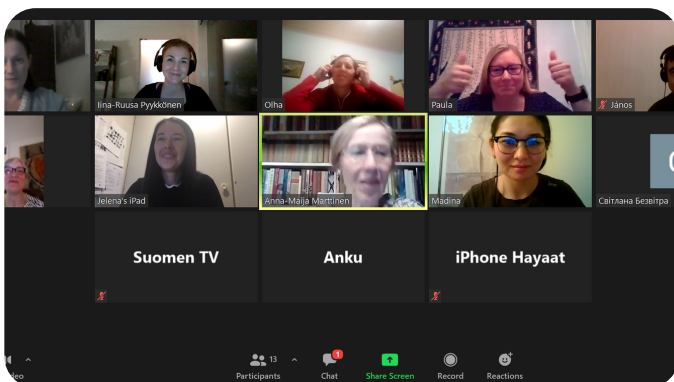 Iina-Ruusa Pyykkönen
Olha
Paula
János
Jelena's iPad
Anna-Maija Marttinen
Madina
Світлана Безвітра
Suomen TV
Anku
iPhone Hayaat
13
1
Participants
Chat
Share Screen
Record
Reactions